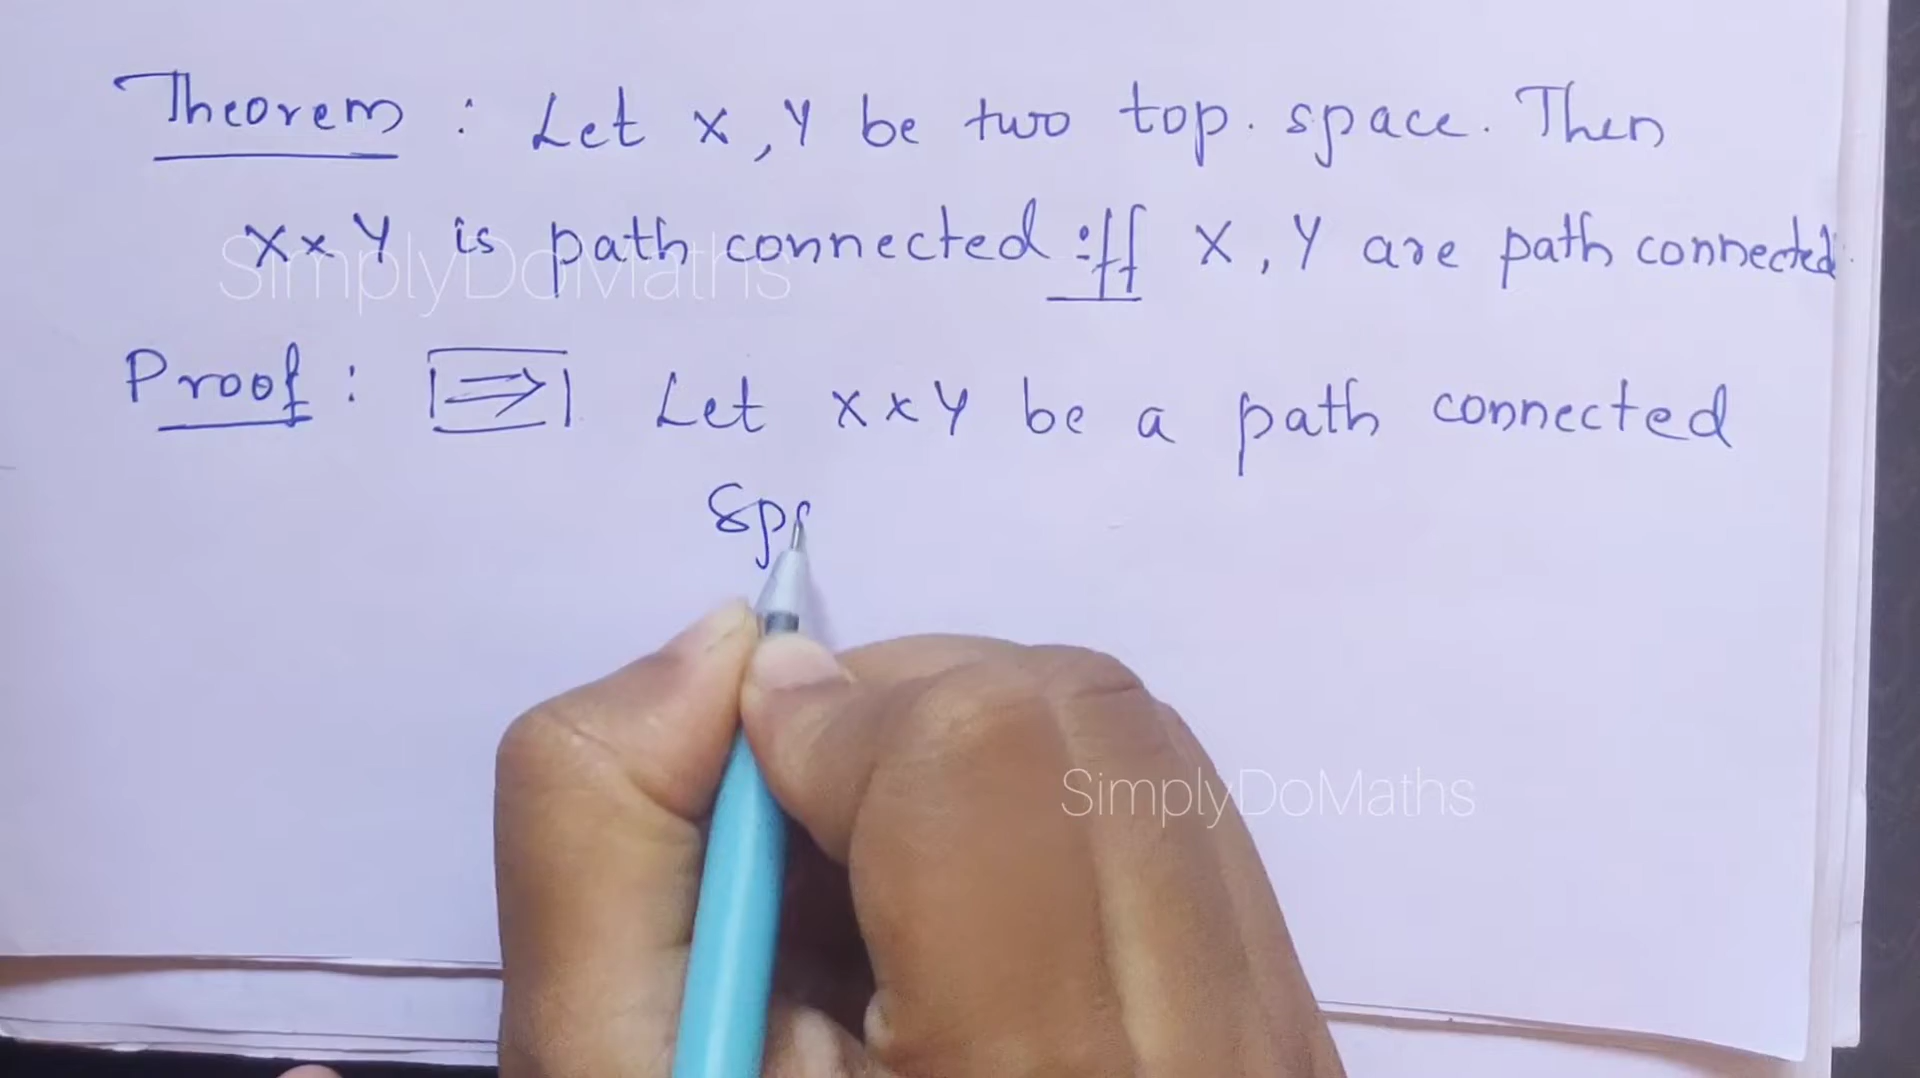 Theorem : Let X, Y be two top. space. Then
X x Y is path connected iff X, Y are path connected.
SimplyDoMaths
Proof : ⇒ Let X x Y be a path connected
Spa
SimplyDoMaths